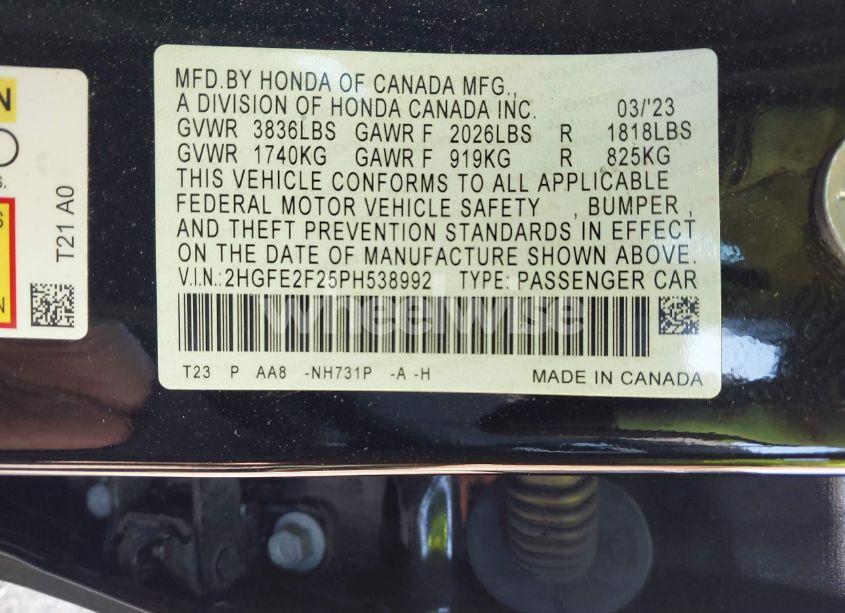 MFD.BY HONDA OF CANADA MFG.,
A DIVISION OF HONDA CANADA INC. 03/'23
GVWR 3836LBS GAWR F 2026LBS R 1818LBS
GVWR 1740KG GAWR F 919KG R 825KG
THIS VEHICLE CONFORMS TO ALL APPLICABLE
FEDERAL MOTOR VEHICLE SAFETY , BUMPER ,
AND THEFT PREVENTION STANDARDS IN EFFECT
ON THE DATE OF MANUFACTURE SHOWN ABOVE.
V.I.N.:2HGFE2F25PH538992 TYPE: PASSENGER CAR
wheelwise
T23 P AA8 -NH731P -A -H MADE IN CANADA
T21 A0